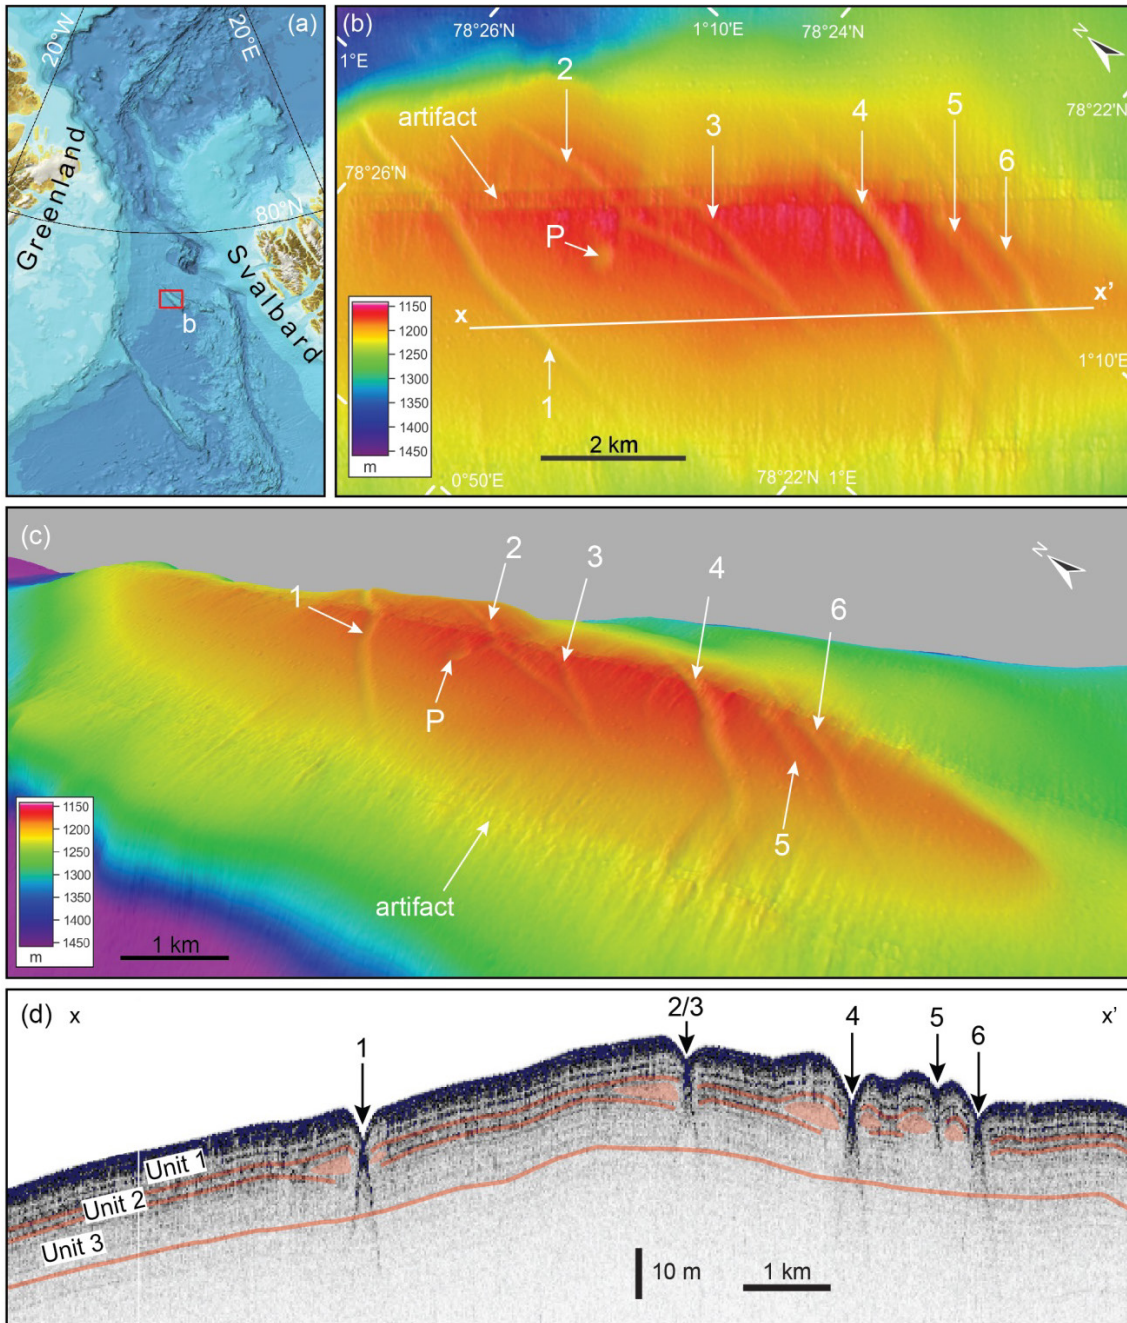 (a)
20°W
20°E
Greenland
80°N
Svalbard
b
(b)
78°26'N
1°10'E
78°24'N
N
1°E
2
78°22'N
artifact
3
4
5
6
78°26'N
P
x
x'
1150
1200
1250
1300
1350
1400
1450
m
1
1°10'E
2 km
0°50'E
78°22'N
1°E
(c)
N
2
3
4
1
6
P
5
1150
1200
1250
1300
1350
1400
1450
m
artifact
1 km
(d)
x
x'
2/3
1
4
5
6
Unit 1
Unit 2
Unit 3
10 m
1 km